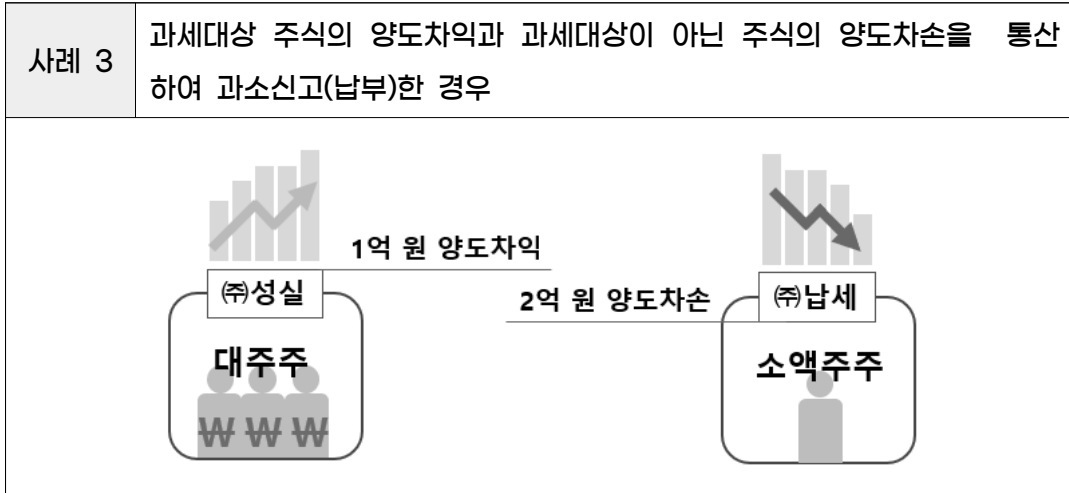 사례 3
과세대상 주식의 양도차익과 과세대상이 아닌 주식의 양도차손을 통산
하여 과소신고(납부)한 경우
1억 원 양도차익
㈜성실
2억 원 양도차손
㈜납세
대주주
소액주주
₩ ₩ ₩